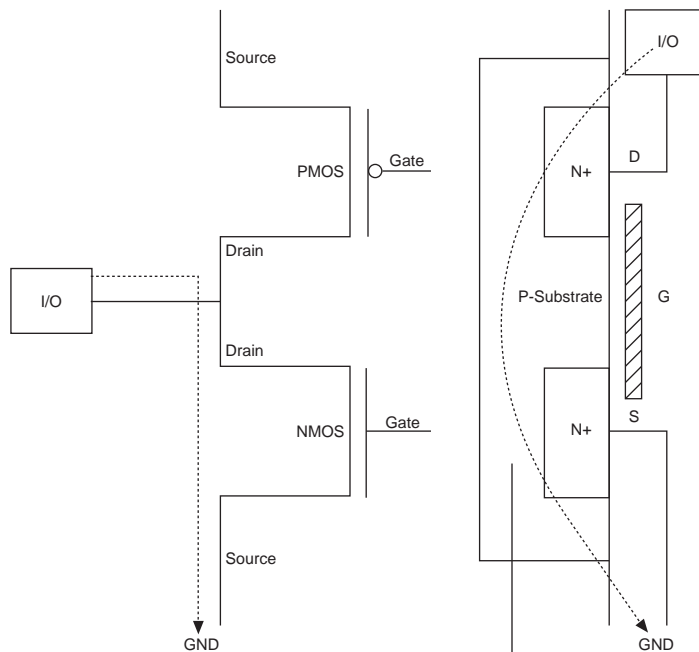 Source
PMOS
Gate
Drain
I/O
Drain
NMOS
Gate
Source
GND
I/O
D
N+
P-Substrate
G
S
N+
GND